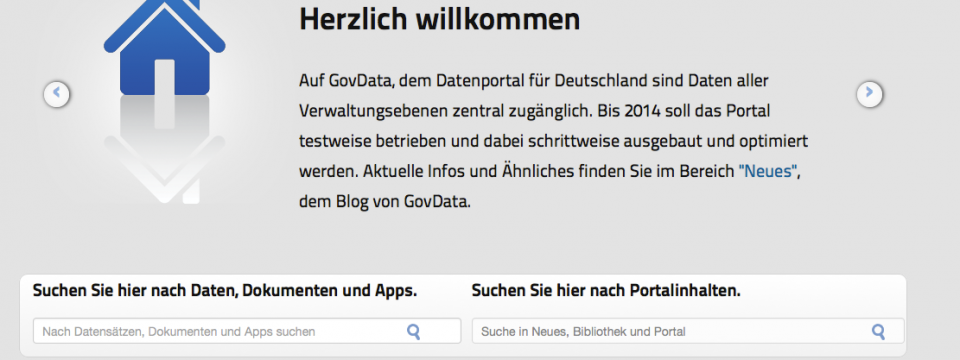 Herzlich willkommen
Auf GovData, dem Datenportal für Deutschland sind Daten aller
Verwaltungsebenen zentral zugänglich. Bis 2014 soll das Portal
testweise betrieben und dabei schrittweise ausgebaut und optimiert
werden. Aktuelle Infos und Ähnliches finden Sie im Bereich "Neues",
dem Blog von GovData.
Suchen Sie hier nach Daten, Dokumenten und Apps.
Nach Datensätzen, Dokumenten und Apps suchen
Suchen Sie hier nach Portalinhalten.
Suche in Neues, Bibliothek und Portal